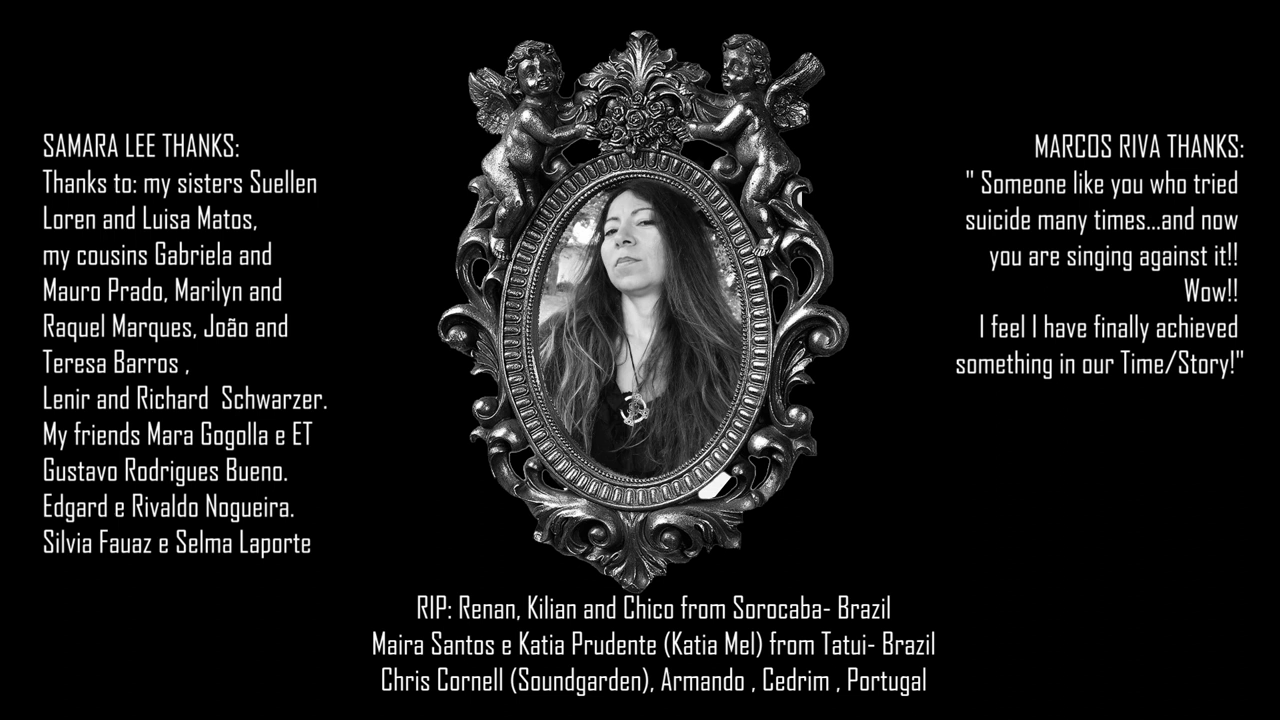 SAMARA LEE THANKS:
Thanks to: my sisters Suellen
Loren and Luisa Matos,
my cousins Gabriela and
Mauro Prado, Marilyn and
Raquel Marques, João and
Teresa Barros ,
Lenir and Richard  Schwarzer.
My friends Mara Gogolla e ET
Gustavo Rodrigues Bueno.
Edgard e Rivaldo Nogueira.
Silvia Fauaz e Selma Laporte
MARCOS RIVA THANKS:
" Someone like you who tried
suicide many times...and now
you are singing against it!!
Wow!!
I feel I have finally achieved
something in our Time/Story!"
RIP: Renan, Kilian and Chico from Sorocaba- Brazil
Maira Santos e Katia Prudente (Katia Mel) from Tatui- Brazil
Chris Cornell (Soundgarden), Armando , Cedrim , Portugal